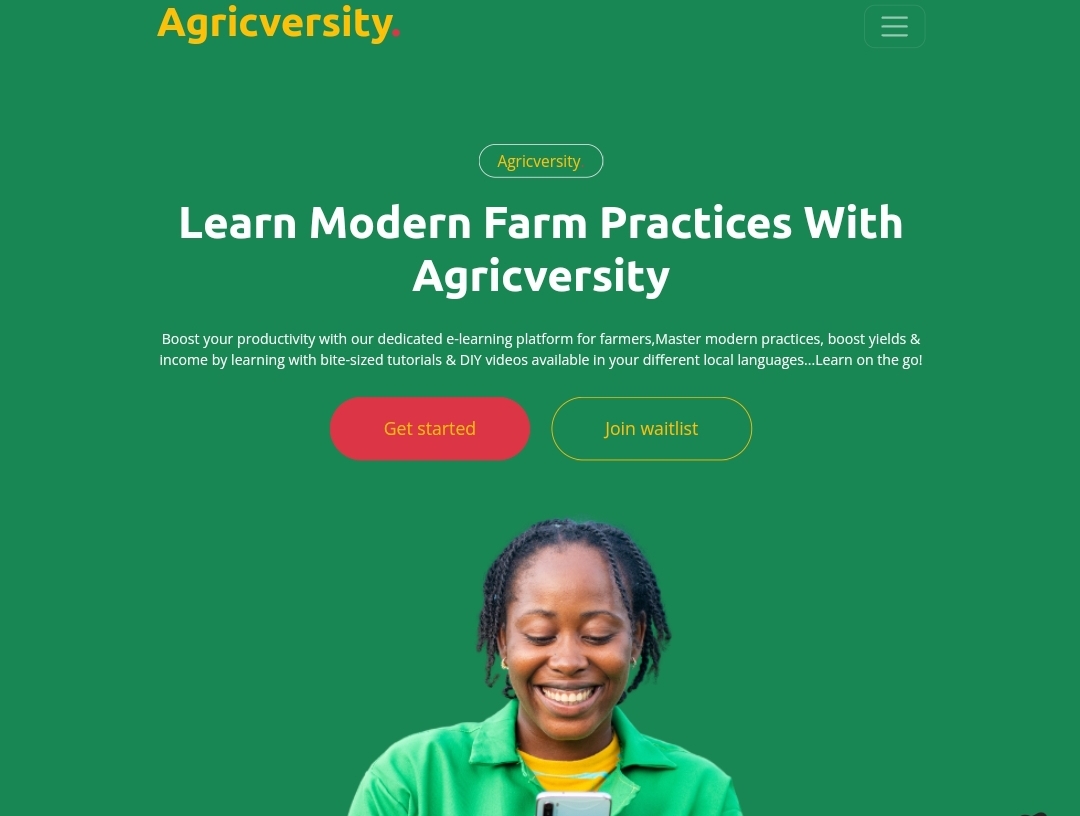 Agricversity.
Agricversity
Learn Modern Farm Practices With
Agricversity
Boost your productivity with our dedicated e-learning platform for farmers,Master modern practices, boost yields &
income by learning with bite-sized tutorials & DIY videos available in your different local languages...Learn on the go!
Get started
Join waitlist